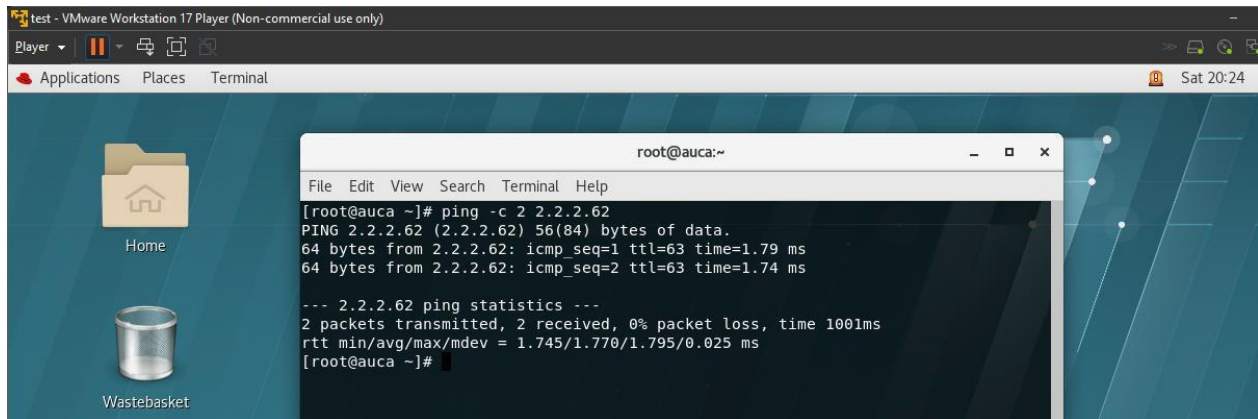 test - VMware Workstation 17 Player (Non-commercial use only)
Player
Applications Places Terminal Sat 20:24
root@auca:~
File Edit View Search Terminal Help
[root@auca ~]# ping -c 2 2.2.2.62
PING 2.2.2.62 (2.2.2.62) 56(84) bytes of data.
64 bytes from 2.2.2.62: icmp_seq=1 ttl=63 time=1.79 ms
64 bytes from 2.2.2.62: icmp_seq=2 ttl=63 time=1.74 ms
--- 2.2.2.62 ping statistics ---
2 packets transmitted, 2 received, 0% packet loss, time 1001ms
rtt min/avg/max/mdev = 1.745/1.770/1.795/0.025 ms
[root@auca ~]#
Home
Wastebasket